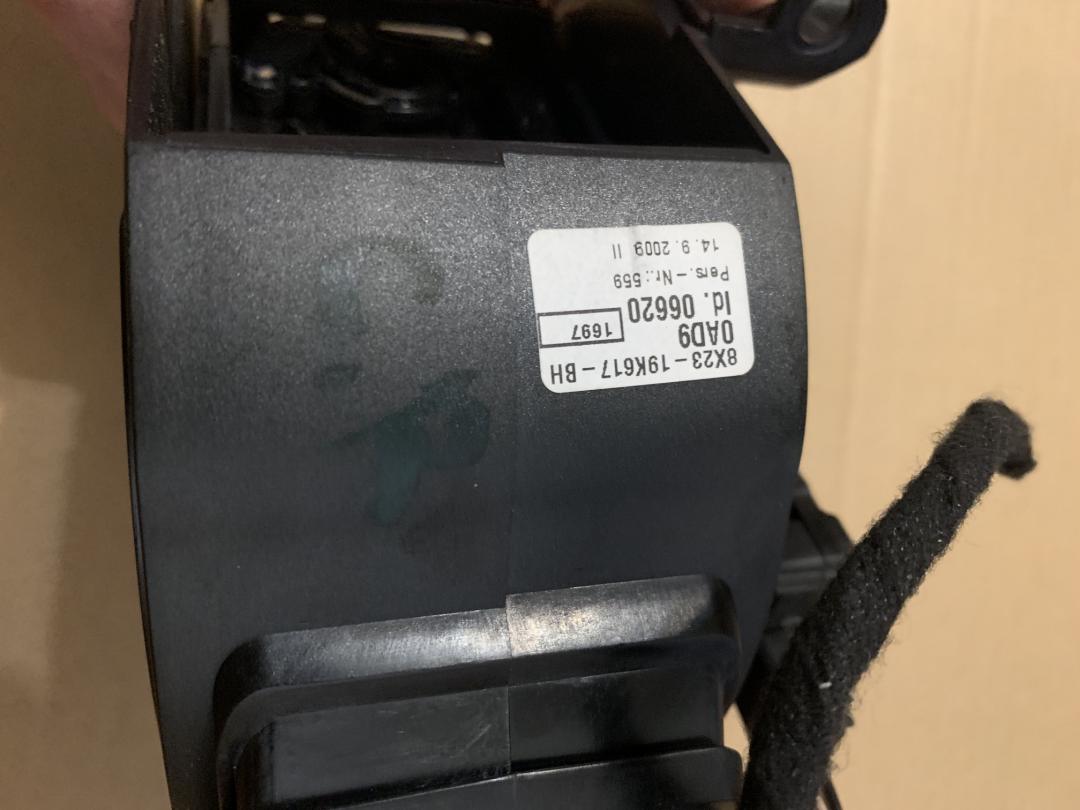 8X23-19K617-BH
0AD9
1697
Id. 06620
Pers.-Nr.: 559
14. 9. 2009 II